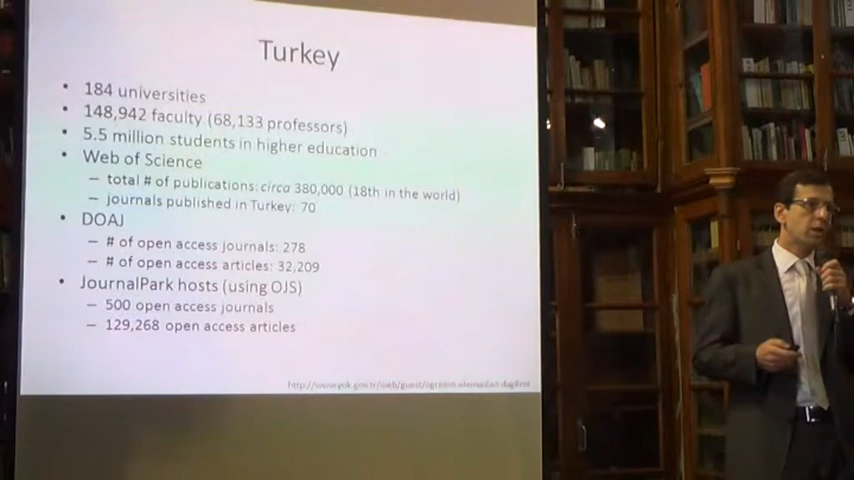 Turkey
• 184 universities
• 148,942 faculty (68,133 professors)
• 5.5 million students in higher education
• Web of Science
– total # of publications: circa 380,000 (18th in the world)
– journals published in Turkey: 70
• DOAJ
– # of open access journals: 278
– # of open access articles: 32,209
• JournalPark hosts (using OJS)
– 500 open access journals
– 129,268 open access articles